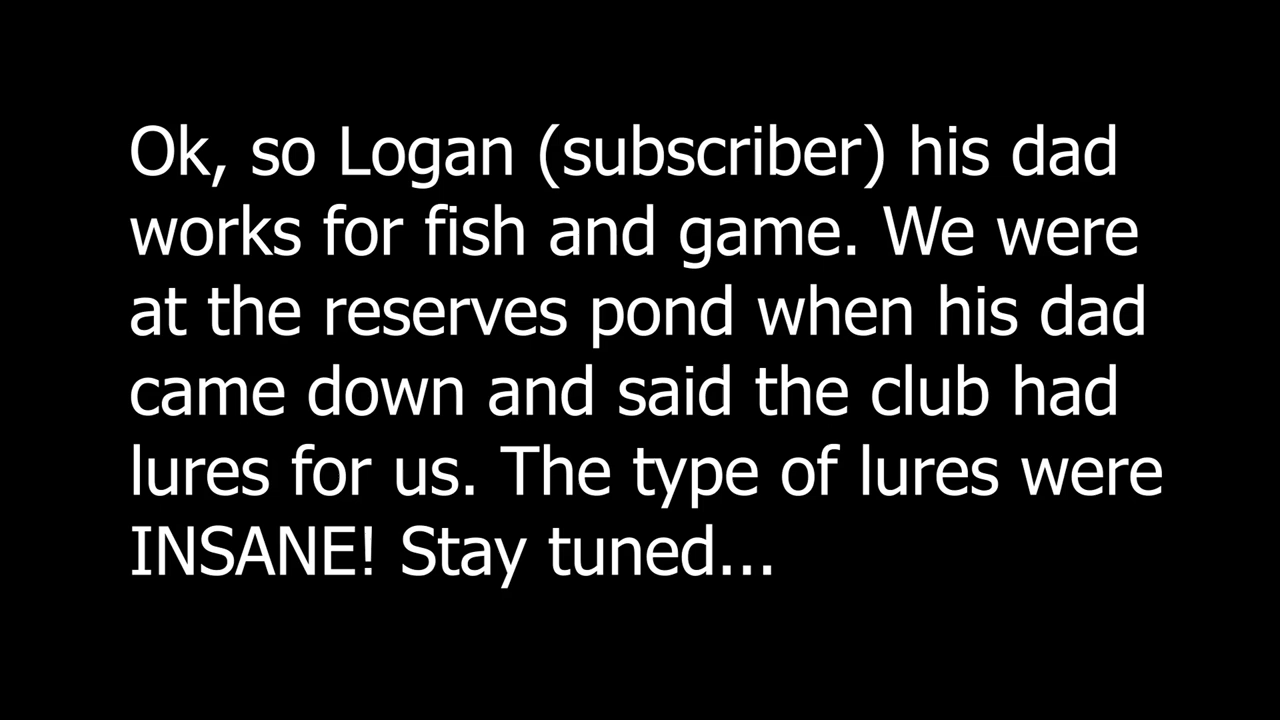 Ok, so Logan (subscriber) his dad
works for fish and game. We were
at the reserves pond when his dad
came down and said the club had
lures for us. The type of lures were
INSANE! Stay tuned...